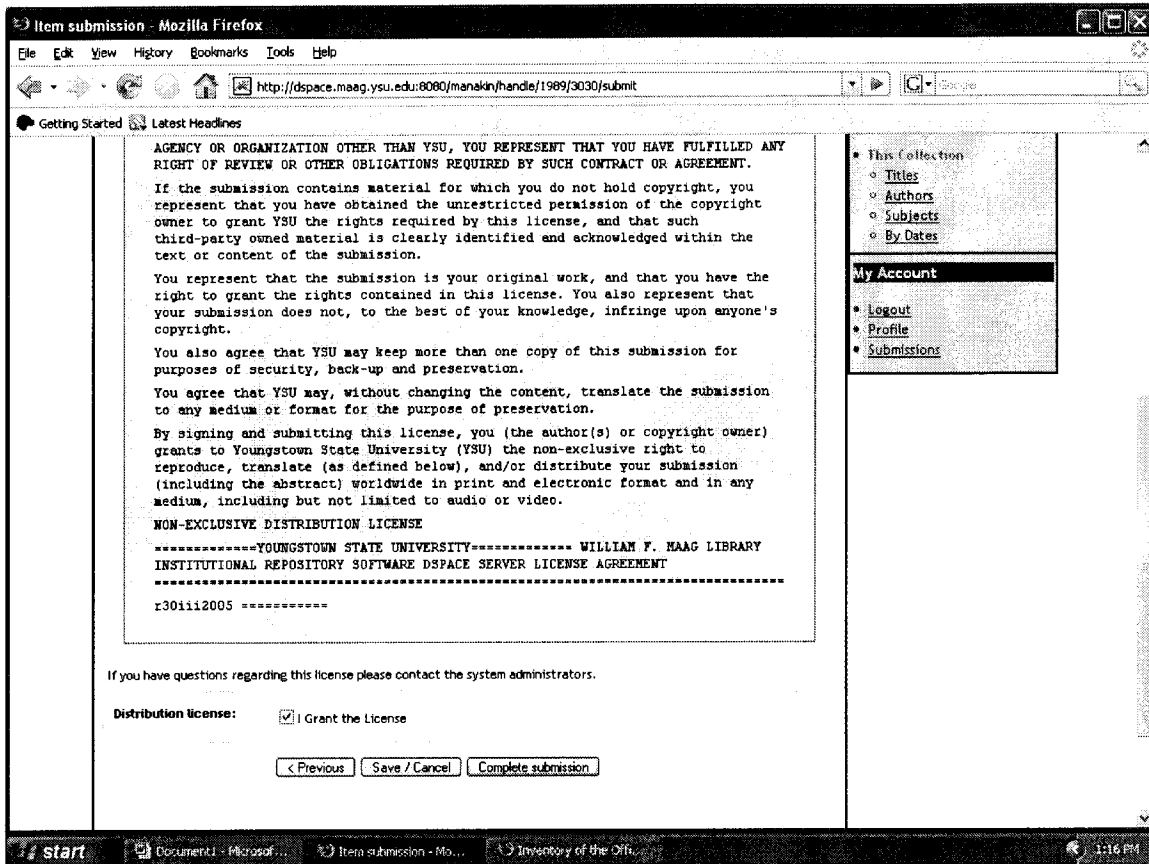 Item submission - Mozilla Firefox
File Edit View History Bookmarks Tools Help
http://dspace.maag.ysu.edu:8080/manakin/handle/1989/3030/submit
Google
Getting Started Latest Headlines
AGENCY OR ORGANIZATION OTHER THAN YSU, YOU REPRESENT THAT YOU HAVE FULFILLED ANY
RIGHT OF REVIEW OR OTHER OBLIGATIONS REQUIRED BY SUCH CONTRACT OR AGREEMENT.
If the submission contains material for which you do not hold copyright, you
represent that you have obtained the unrestricted permission of the copyright
owner to grant YSU the rights required by this license, and that such
third-party owned material is clearly identified and acknowledged within the
text or content of the submission.
You represent that the submission is your original work, and that you have the
right to grant the rights contained in this license. You also represent that
your submission does not, to the best of your knowledge, infringe upon anyone's
copyright.
You also agree that YSU may keep more than one copy of this submission for
purposes of security, back-up and preservation.
You agree that YSU may, without changing the content, translate the submission
to any medium or format for the purpose of preservation.
By signing and submitting this license, you (the author(s) or copyright owner)
grants to Youngstown State University (YSU) the non-exclusive right to
reproduce, translate (as defined below), and/or distribute your submission
(including the abstract) worldwide in print and electronic format and in any
medium, including but not limited to audio or video.
NON-EXCLUSIVE DISTRIBUTION LICENSE
=============YOUNGSTOWN STATE UNIVERSITY============= WILLIAM F. MAAG LIBRARY
INSTITUTIONAL REPOSITORY SOFTWARE DSPACE SERVER LICENSE AGREEMENT
================================================================================
r30iii2005 ===========
This Collection
Titles
Authors
Subjects
By Dates
My Account
Logout
Profile
Submissions
If you have questions regarding this license please contact the system administrators.
Distribution license: I Grant the License
< Previous Save / Cancel Complete submission
start Document1 - Microsof... Item submission - Mo... Inventory of the Offi... 1:16 PM